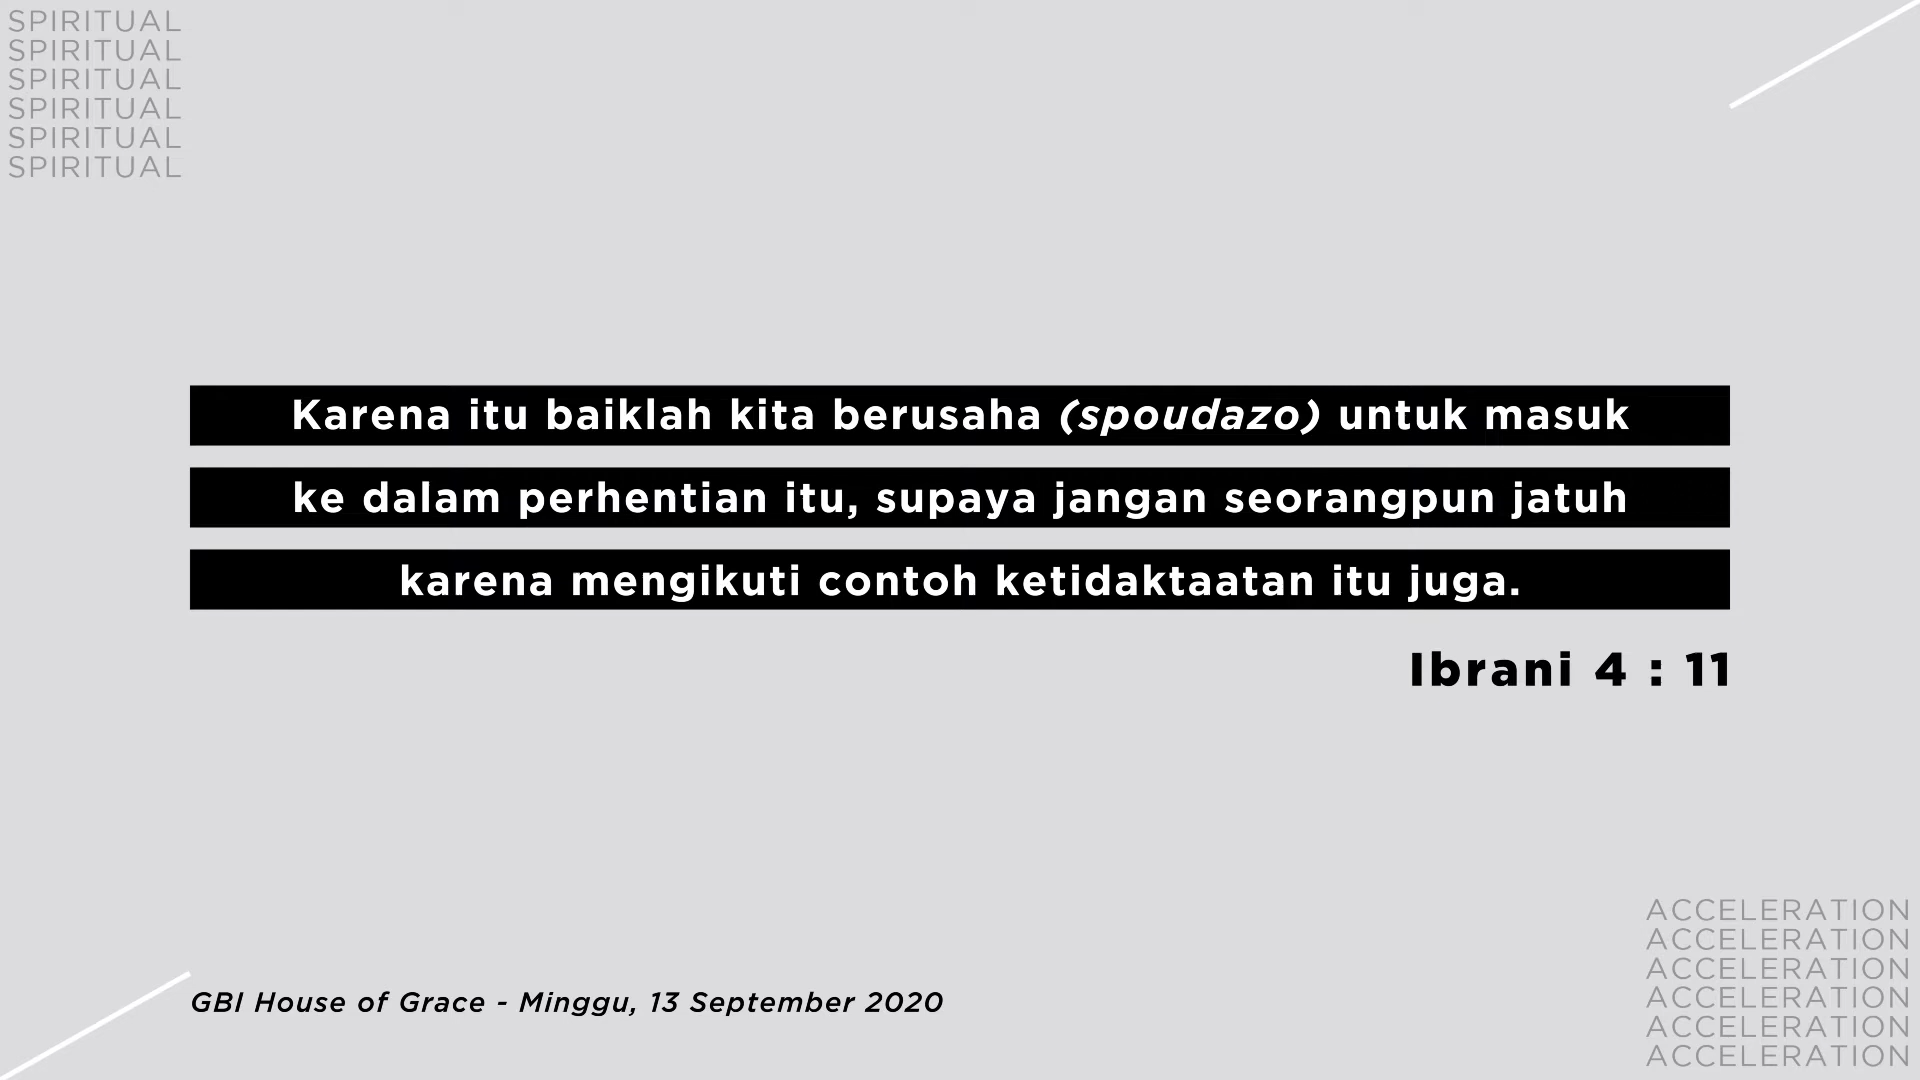 SPIRITUAL
SPIRITUAL
SPIRITUAL
SPIRITUAL
SPIRITUAL
SPIRITUAL
Karena itu baiklah kita berusaha (spoudazo) untuk masuk
ke dalam perhentian itu, supaya jangan seorangpun jatuh
karena mengikuti contoh ketidaktaatan itu juga.
Ibrani 4 : 11
GBI House of Grace - Minggu, 13 September 2020
ACCELERATION
ACCELERATION
ACCELERATION
ACCELERATION
ACCELERATION
ACCELERATION